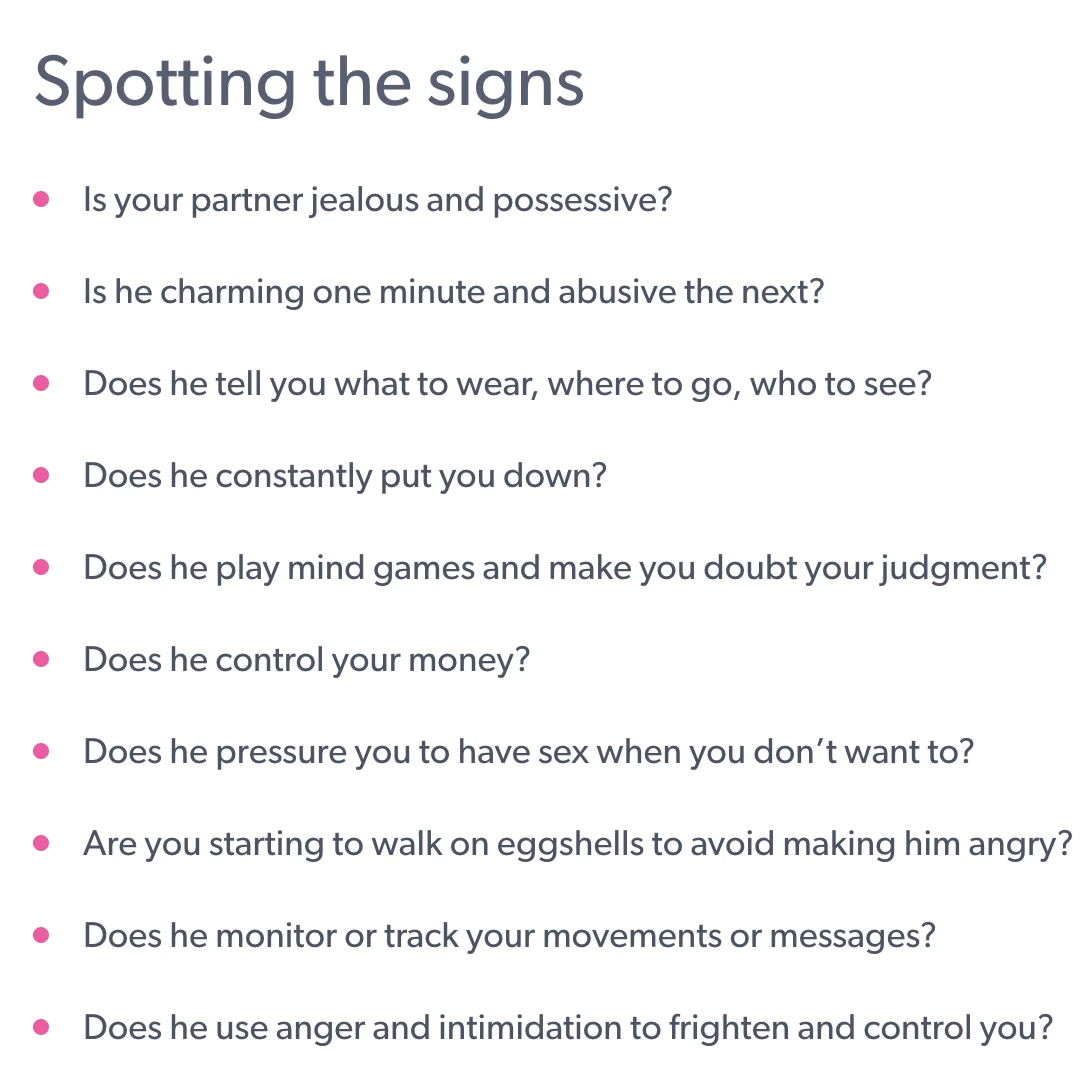 Spotting the signs
Is your partner jealous and possessive?
Is he charming one minute and abusive the next?
Does he tell you what to wear, where to go, who to see?
Does he constantly put you down?
Does he play mind games and make you doubt your judgment?
Does he control your money?
Does he pressure you to have sex when you don’t want to?
Are you starting to walk on eggshells to avoid making him angry?
Does he monitor or track your movements or messages?
Does he use anger and intimidation to frighten and control you?